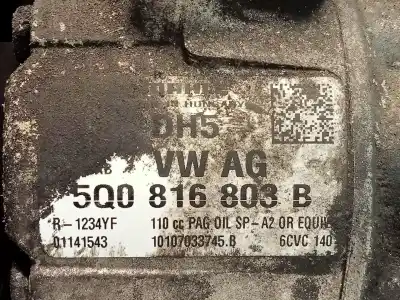 HUNGARY
DH5
VW AG
5Q0 816 803 B
R-1234YF 110 cc PAG OIL SP-A2 OR EQUIV
01141543 10107033745.B 6CVC 140